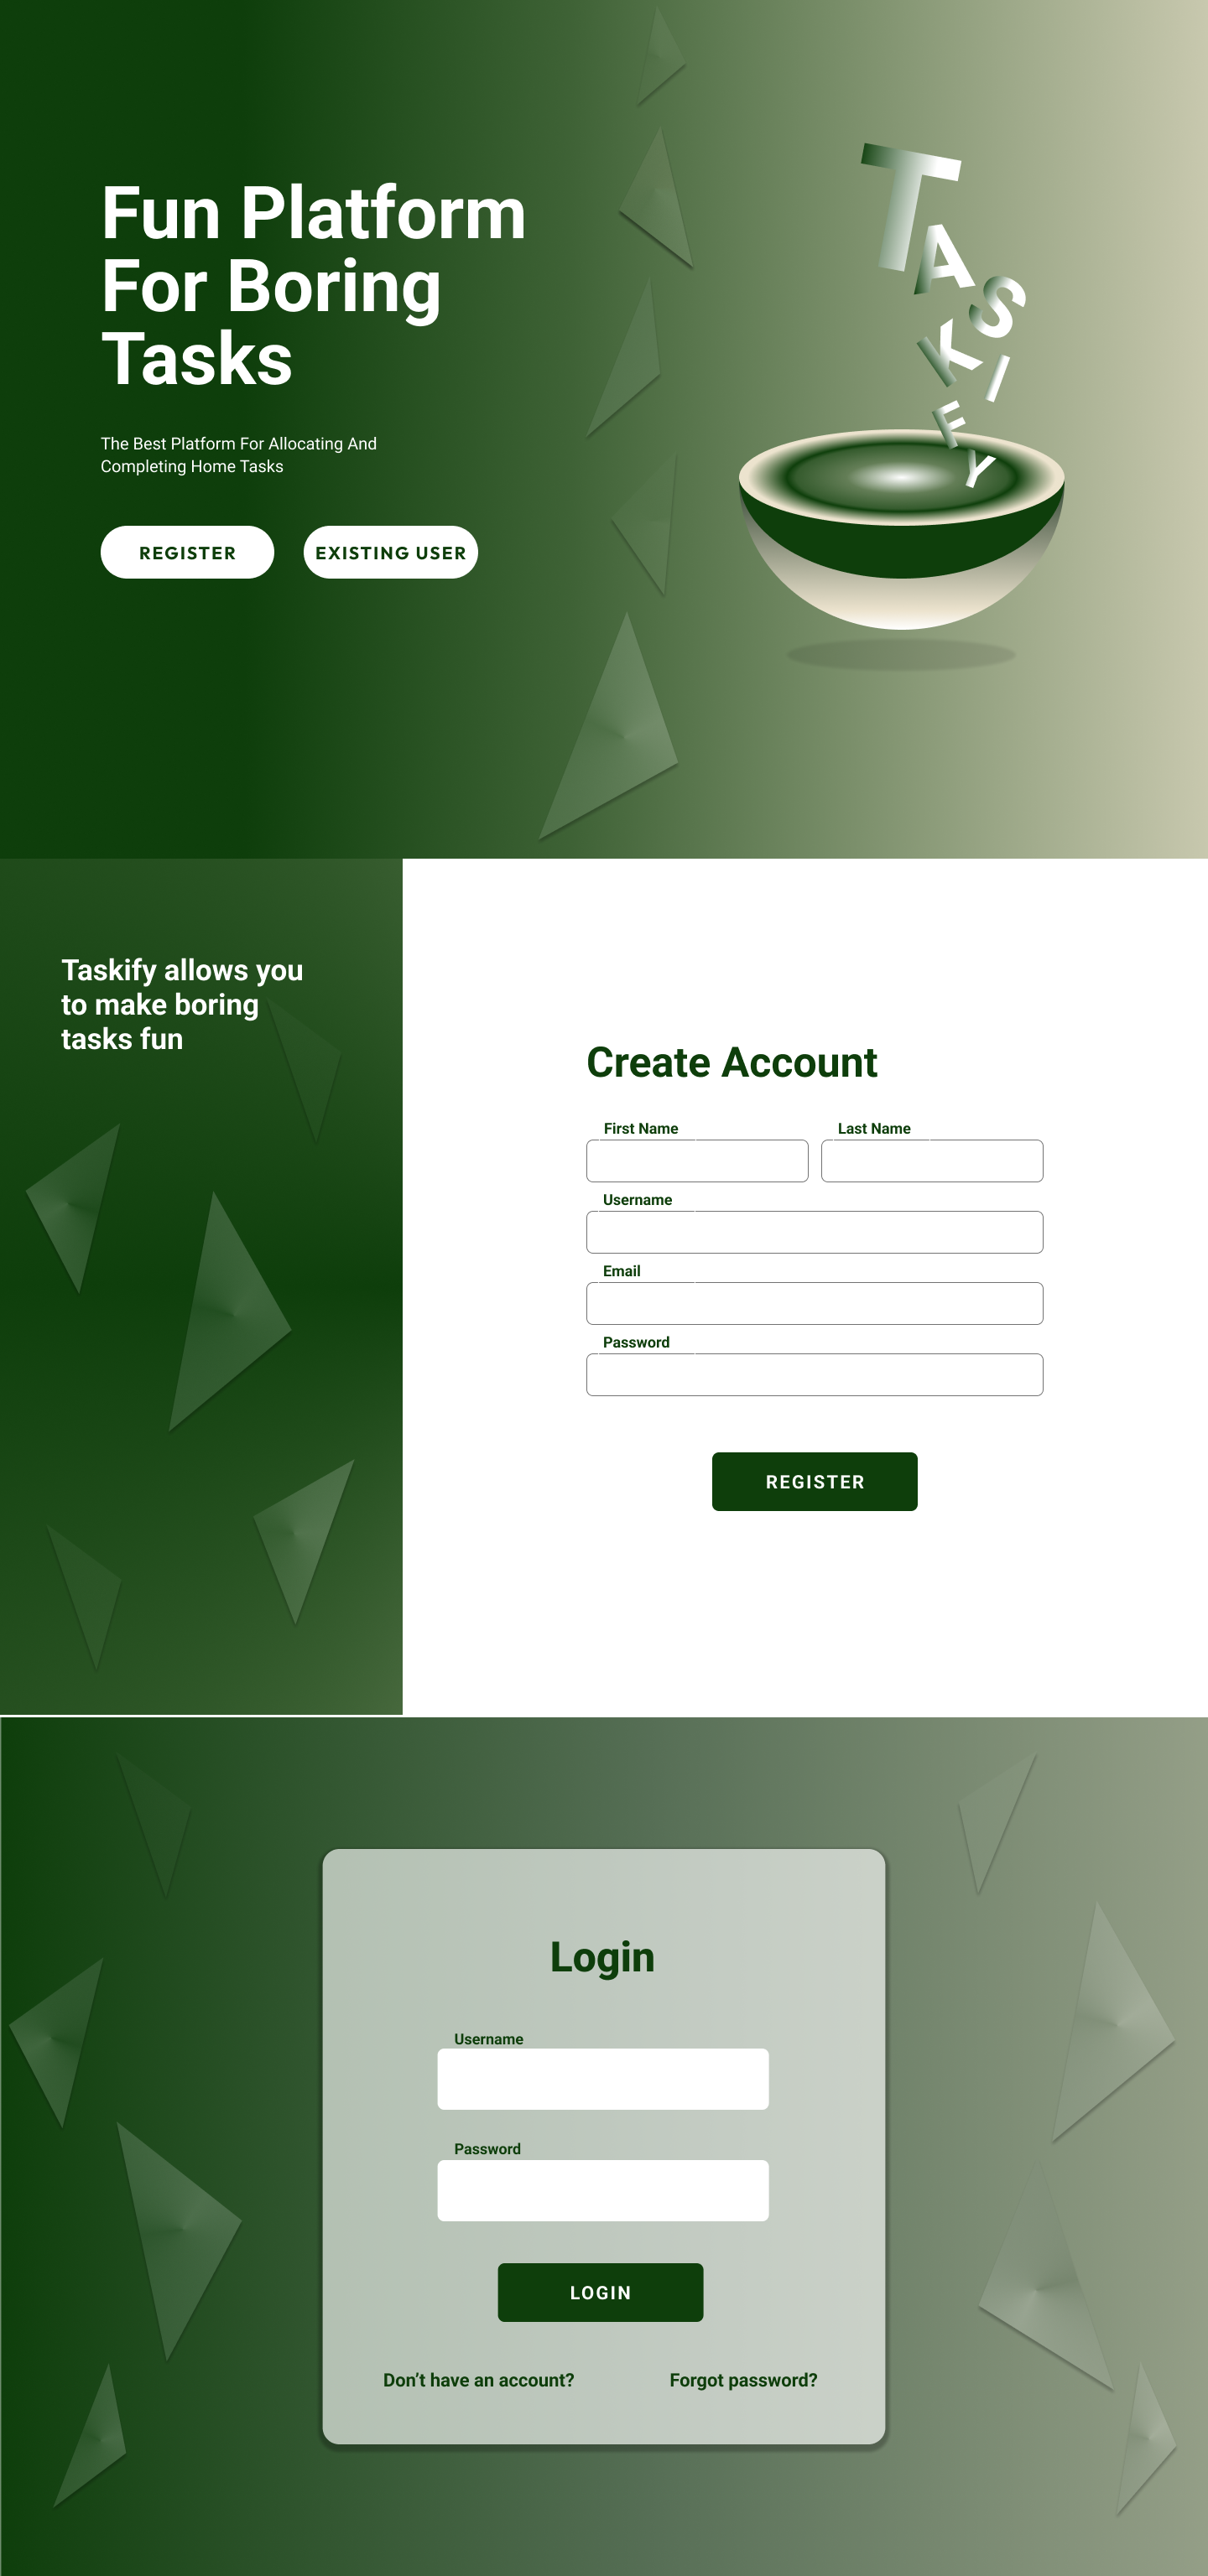 Fun Platform
For Boring
Tasks
The Best Platform For Allocating And
Completing Home Tasks
REGISTER EXISTING USER
TASKIFY
Taskify allows you
to make boring
tasks fun
Create Account
First Name Last Name
Username
Email
Password
REGISTER
Login
Username
Password
LOGIN
Don’t have an account? Forgot password?